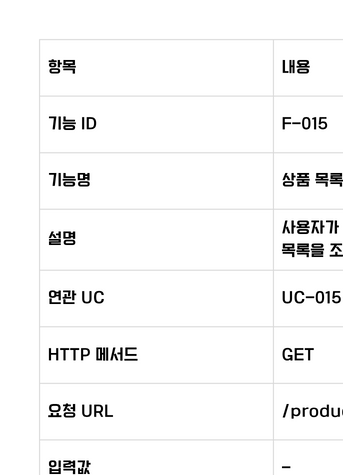 항목 내용
기능 ID F-015
기능명 상품 목록
설명 사용자가
목록을
연관 UC UC-015
HTTP 메서드 GET
요청 URL
입력값 -